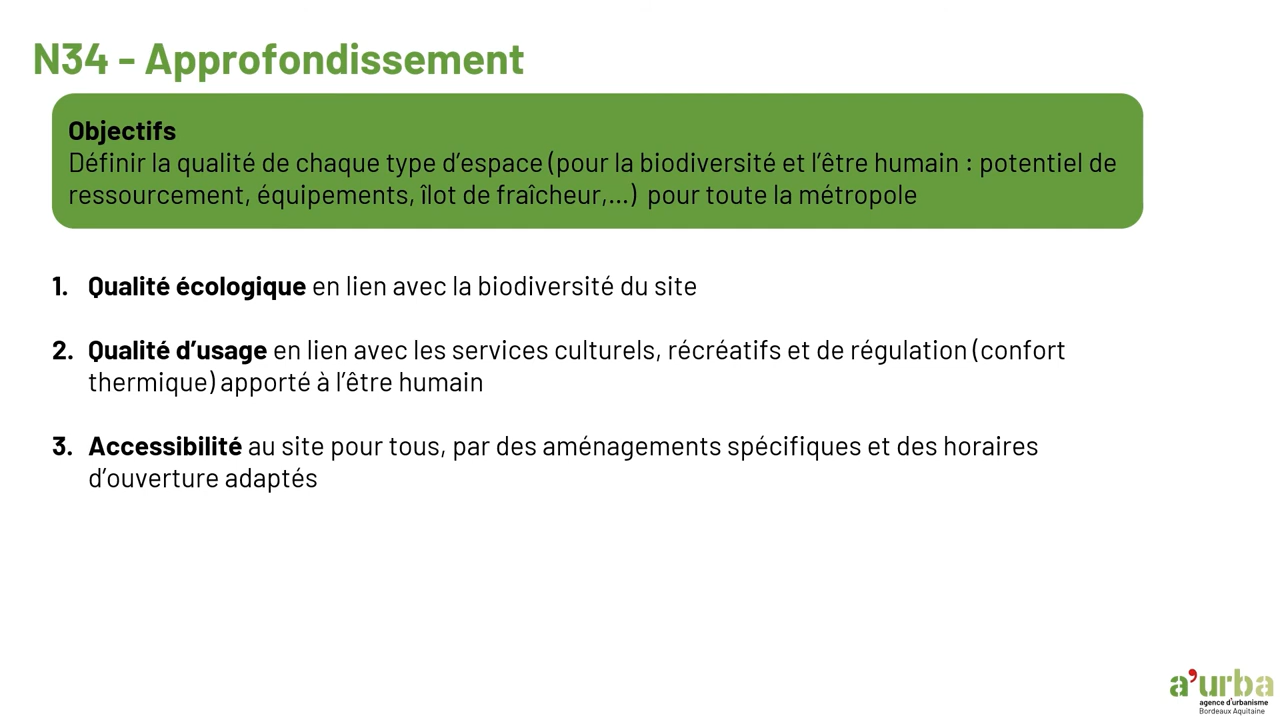 N34 - Approfondissement
Objectifs
Définir la qualité de chaque type d’espace (pour la biodiversité et l’être humain : potentiel de
ressourcement, équipements, îlot de fraîcheur,...) pour toute la métropole
1. Qualité écologique en lien avec la biodiversité du site
2. Qualité d’usage en lien avec les services culturels, récréatifs et de régulation (confort
thermique) apporté à l’être humain
3. Accessibilité au site pour tous, par des aménagements spécifiques et des horaires
d’ouverture adaptés
a’urba
agence d’urbanisme
Bordeaux Aquitaine